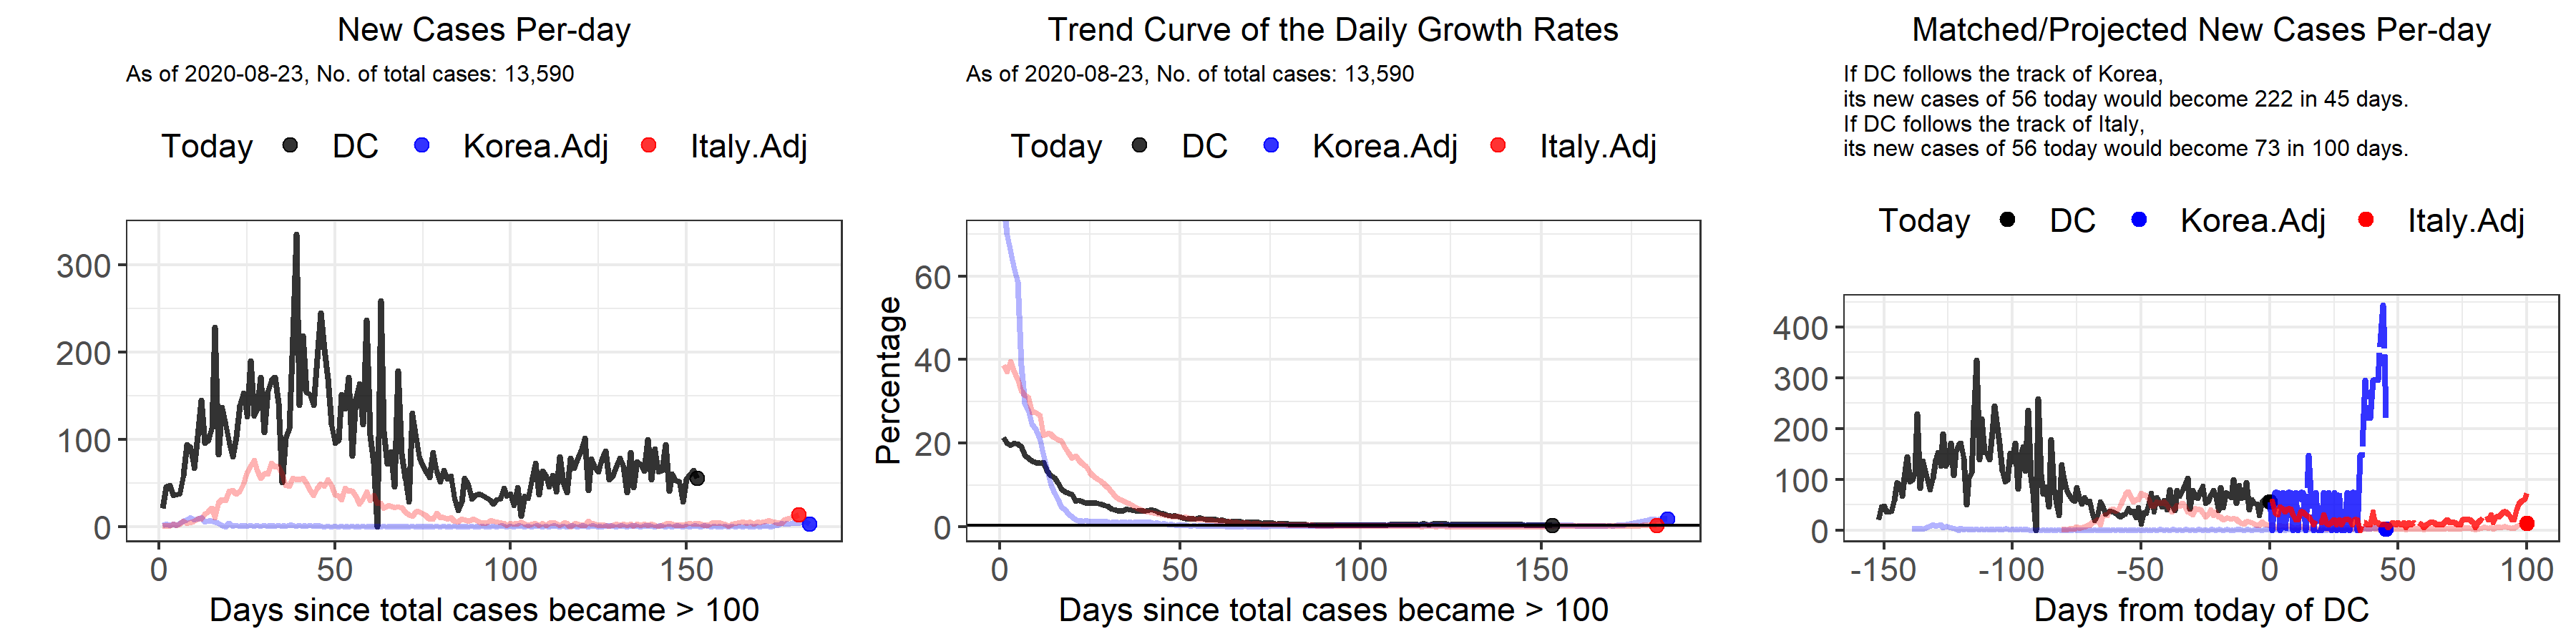 New Cases Per-day
As of 2020-08-23, No. of total cases: 13,590
Today DC Korea.Adj Italy.Adj
300
200
100
0
0 50 100 150
Days since total cases became > 100
Trend Curve of the Daily Growth Rates
As of 2020-08-23, No. of total cases: 13,590
Today DC Korea.Adj Italy.Adj
Percentage
60
40
20
0
0 50 100 150
Days since total cases became > 100
Matched/Projected New Cases Per-day
If DC follows the track of Korea,
its new cases of 56 today would become 222 in 45 days.
If DC follows the track of Italy,
its new cases of 56 today would become 73 in 100 days.
Today DC Korea.Adj Italy.Adj
400
300
200
100
0
-150 -100 -50 0 50 100
Days from today of DC